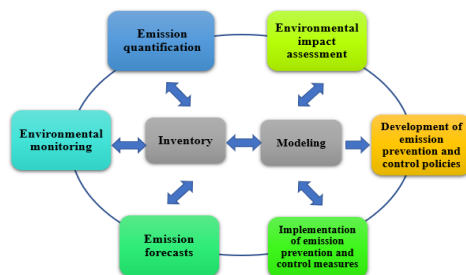 Emission
quantification
Environmental
impact
assessment
Environmental
monitoring
Inventory
Modeling
Development of
emission
prevention and
control policies
Emission
forecasts
Implementation
of emission
prevention and
control measures